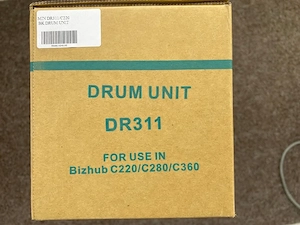 DRUM UNIT
DR311
FOR USE IN
Bizhub C220/C280/C360